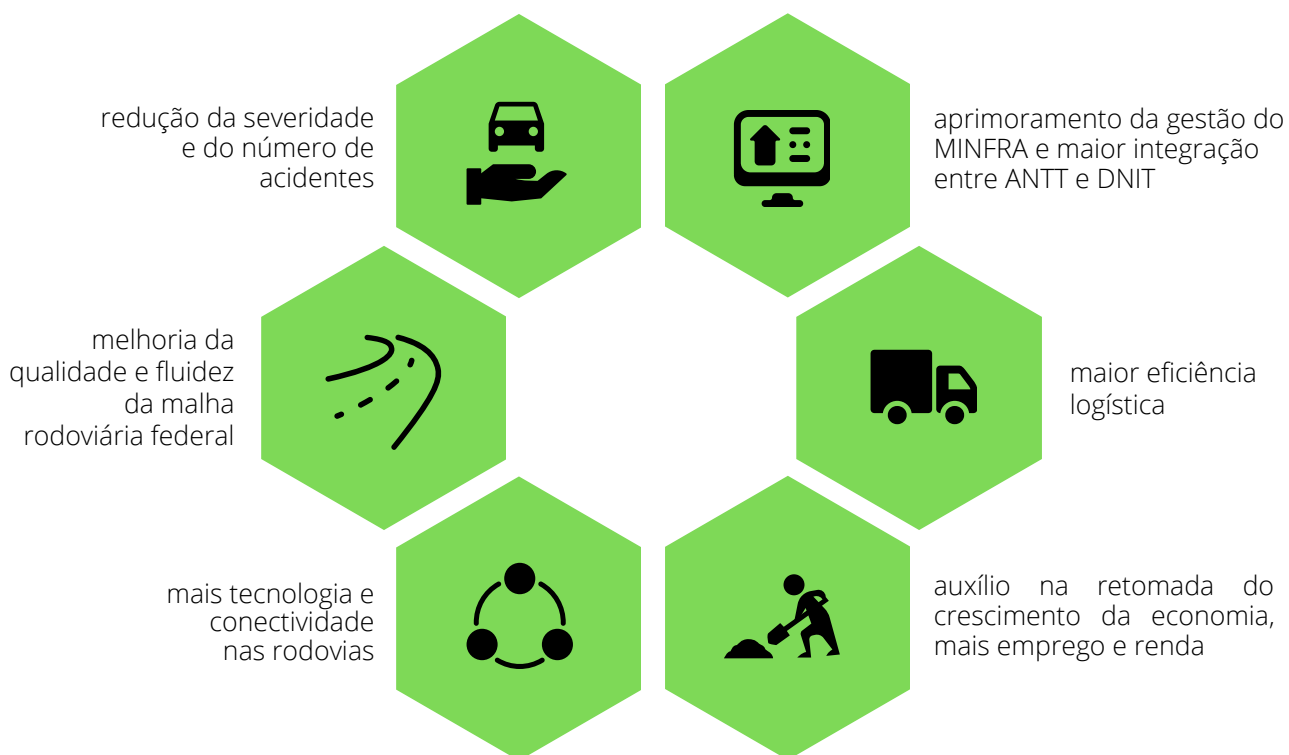 redução da severidade
e do número de
acidentes
aprimoramento da gestão do
MINFRA e maior integração
entre ANTT e DNIT
melhoria da
qualidade e fluidez
da malha
rodoviária federal
maior eficiência
logística
mais tecnologia e
conectividade
nas rodovias
auxílio na retomada do
crescimento da economia,
mais emprego e renda